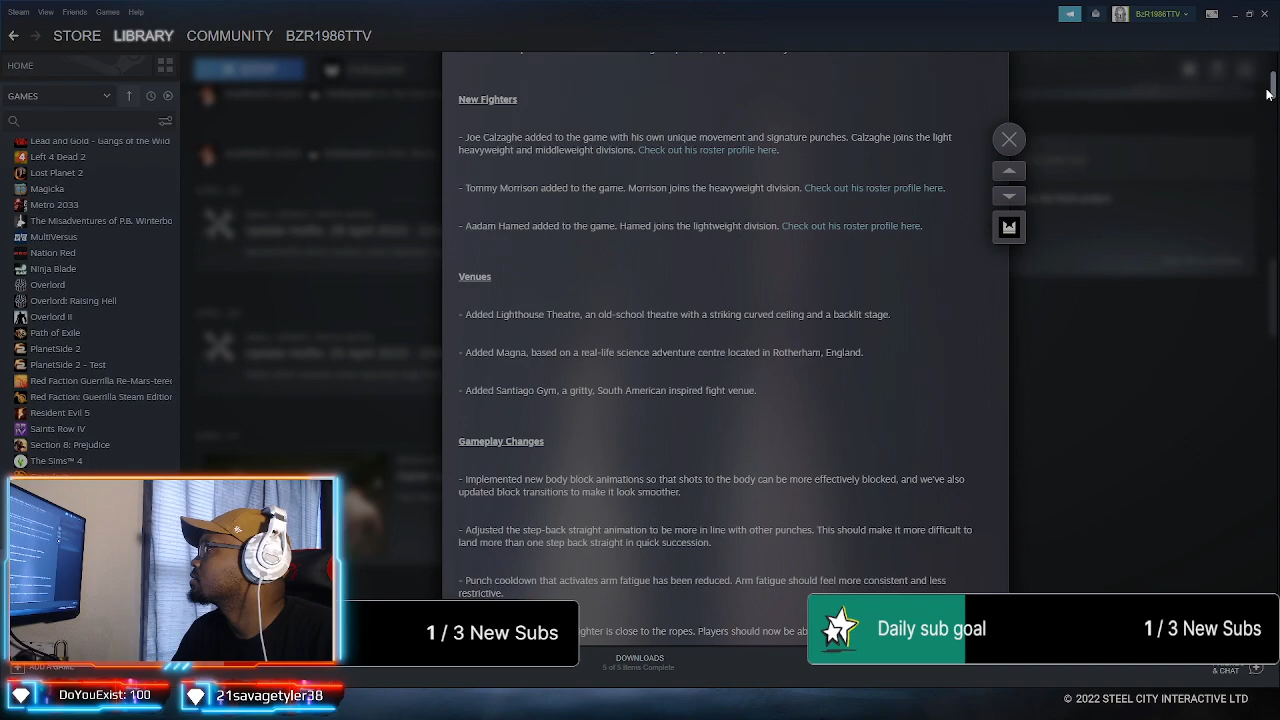 Steam View Friends Games Help
BzR1986TTV
STORE LIBRARY COMMUNITY BZR1986TTV
HOME
GAMES
Lead and Gold - Gangs of the Wild
Left 4 Dead 2
Lost Planet 2
Magicka
Metro 2033
The Misadventures of P.B. Winterbo
MultiVersus
Nation Red
Ninja Blade
Overlord
Overlord: Raising Hell
Overlord II
Path of Exile
PlanetSide 2
PlanetSide 2 - Test
Red Faction Guerrilla Re-Mars-tered
Red Faction: Guerrilla Steam Edition
Resident Evil 5
Saints Row IV
Section 8: Prejudice
The Sims™ 4
New Fighters
- Joe Calzaghe added to the game with his own unique movement and signature punches. Calzaghe joins the light
heavyweight and middleweight divisions. Check out his roster profile here.
- Tommy Morrison added to the game. Morrison joins the heavyweight division. Check out his roster profile here.
- Aadam Hamed added to the game. Hamed joins the lightweight division. Check out his roster profile here.
Venues
- Added Lighthouse Theatre, an old-school theatre with a striking curved ceiling and a backlit stage.
- Added Magna, based on a real-life science adventure centre located in Rotherham, England.
- Added Santiago Gym, a gritty, South American inspired fight venue.
Gameplay Changes
- Implemented new body block animations so that shots to the body can be more effectively blocked, and we've also
updated block transitions to make it look smoother.
- Adjusted the step-back straight animation to be more in line with other punches. This should make it more difficult to
land more than one step back straight in quick succession.
- Punch cooldown that activates arm fatigue has been reduced. Arm fatigue should feel more consistent and less
restrictive.
ighter is close to the ropes. Players should now be ab
1 / 3 New Subs
Daily sub goal 1 / 3 New Subs
ADD A GAME
DOWNLOADS
5 of 5 Items Complete
& CHAT
DoYouExist: 100
21savagetyler38
© 2022 STEEL CITY INTERACTIVE LTD